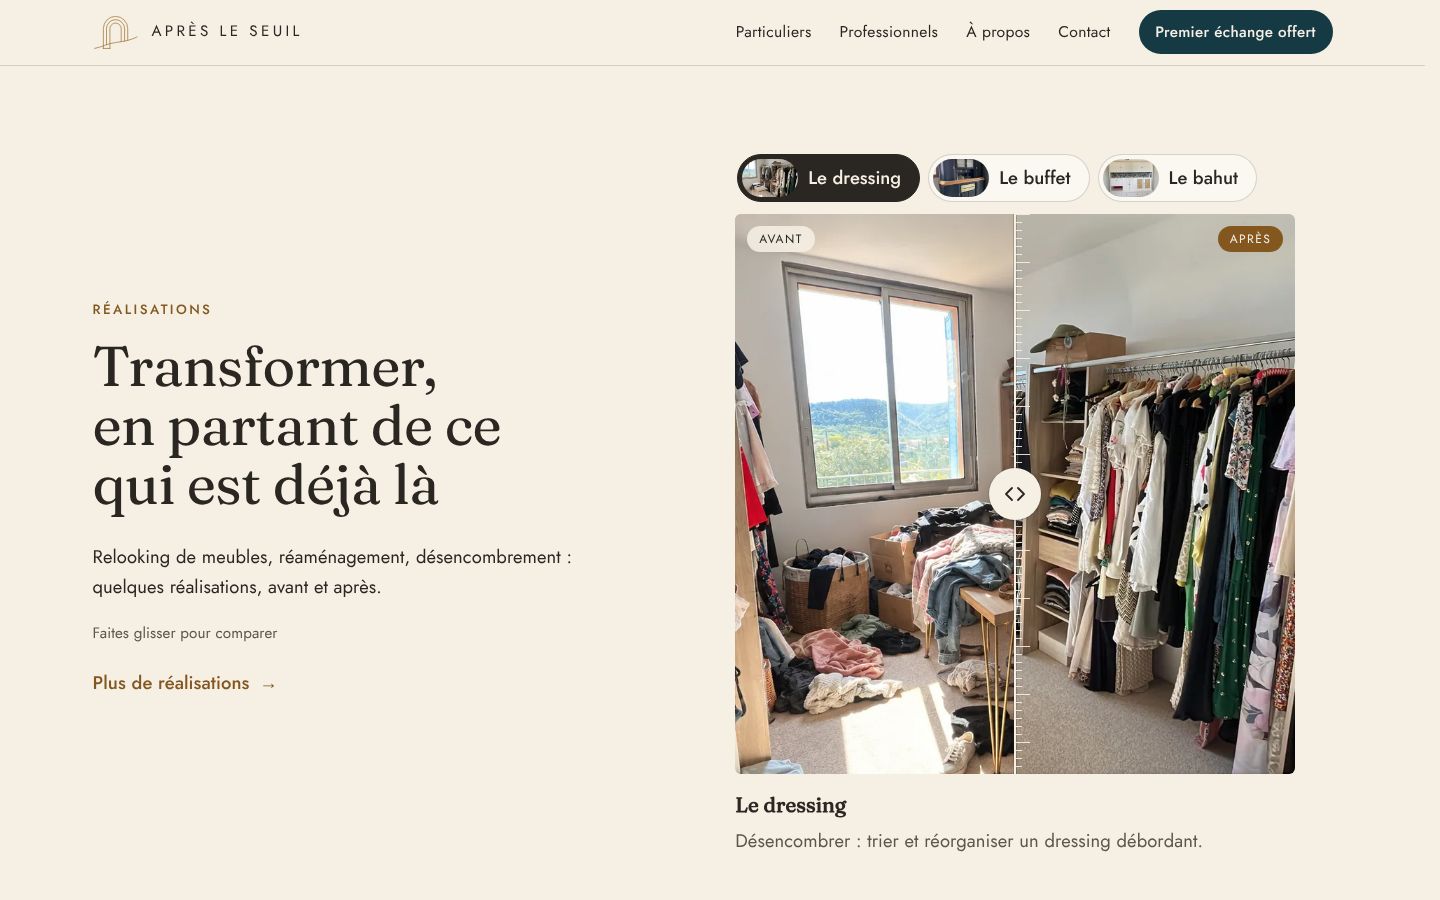 APRÈS LE SEUIL
Particuliers
Professionnels
À propos
Contact
Premier échange offert
RÉALISATIONS
Transformer,
en partant de ce
qui est déjà là
Relooking de meubles, réaménagement, désencombrement :
quelques réalisations, avant et après.
Faites glisser pour comparer
Plus de réalisations →
Le dressing
Le buffet
Le bahut
AVANT
APRÈS
Le dressing
Désencombrer : trier et réorganiser un dressing débordant.